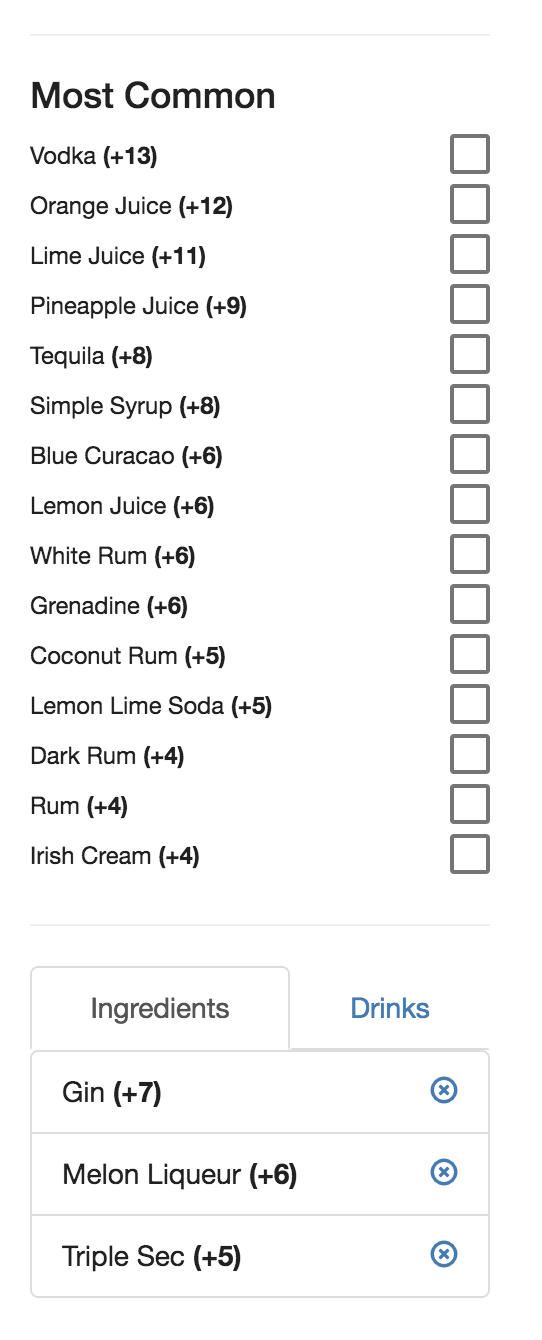 Most Common
Vodka (+13)
Orange Juice (+12)
Lime Juice (+11)
Pineapple Juice (+9)
Tequila (+8)
Simple Syrup (+8)
Blue Curacao (+6)
Lemon Juice (+6)
White Rum (+6)
Grenadine (+6)
Coconut Rum (+5)
Lemon Lime Soda (+5)
Dark Rum (+4)
Rum (+4)
Irish Cream (+4)
Ingredients Drinks
Gin (+7)
Melon Liqueur (+6)
Triple Sec (+5)